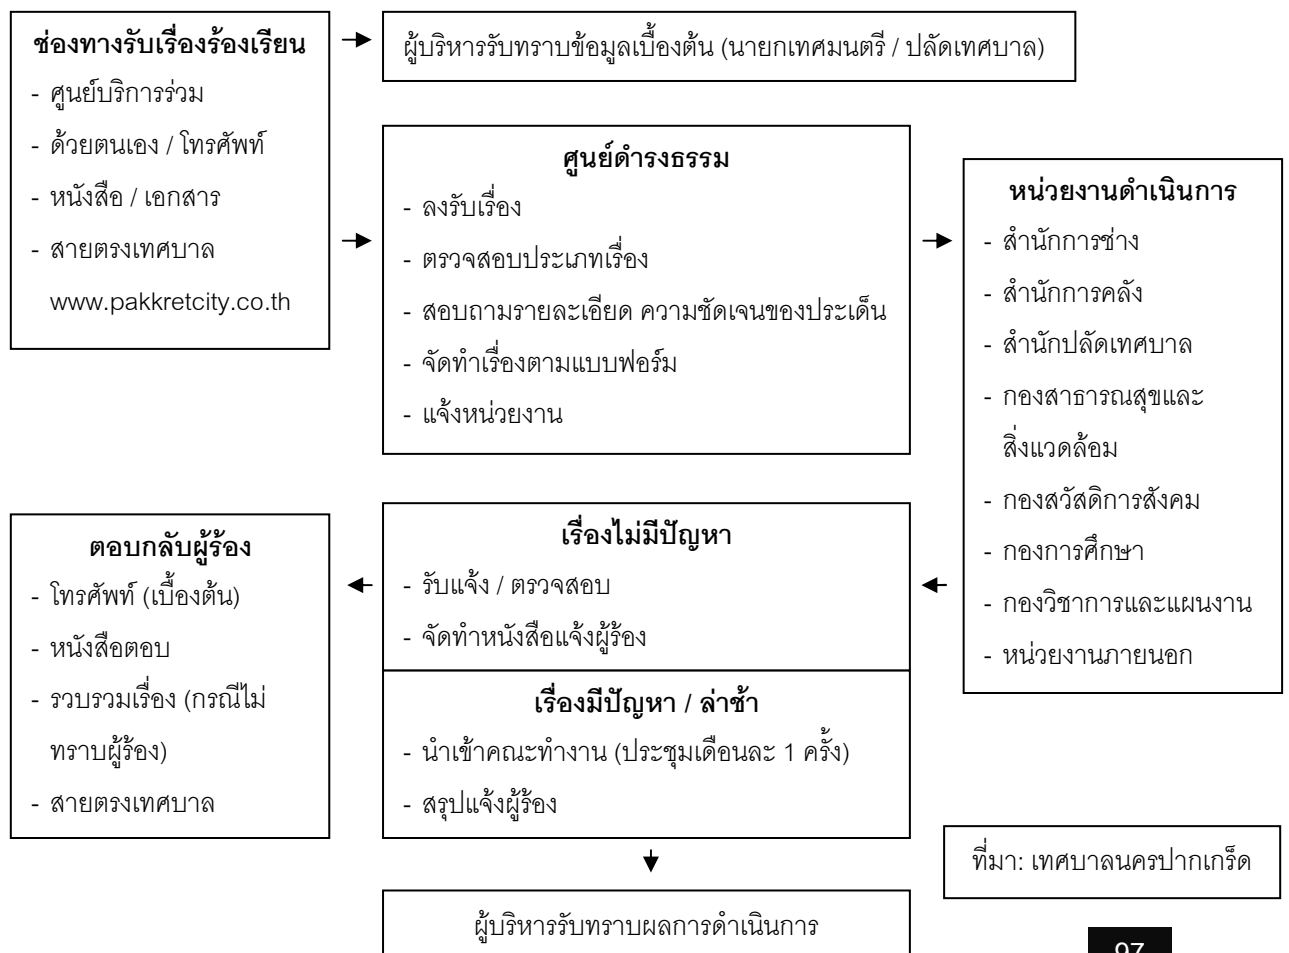 ช่องทางรับเรื่องร้องเรียน
- ศูนย์บริการร่วม
- ด้วยตนเอง / โทรศัพท์
- หนังสือ / เอกสาร
- สายตรงเทศบาล
www.pakkretcity.co.th
ผู้บริหารรับทราบข้อมูลเบื้องต้น (นายกเทศมนตรี / ปลัดเทศบาล)
ศูนย์ดำรงธรรม
- ลงรับเรื่อง
- ตรวจสอบประเภทเรื่อง
- สอบถามรายละเอียด ความชัดเจนของประเด็น
- จัดทำเรื่องตามแบบฟอร์ม
- แจ้งหน่วยงาน
หน่วยงานดำเนินการ
- สำนักการช่าง
- สำนักการคลัง
- สำนักปลัดเทศบาล
- กองสาธารณสุขและ
สิ่งแวดล้อม
- กองสวัสดิการสังคม
- กองการศึกษา
- กองวิชาการและแผนงาน
- หน่วยงานภายนอก
เรื่องไม่มีปัญหา
- รับแจ้ง / ตรวจสอบ
- จัดทำหนังสือแจ้งผู้ร้อง
เรื่องมีปัญหา / ล่าช้า
- นำเข้าคณะทำงาน (ประชุมเดือนละ 1 ครั้ง)
- สรุปแจ้งผู้ร้อง
ตอบกลับผู้ร้อง
- โทรศัพท์ (เบื้องต้น)
- หนังสือตอบ
- รวบรวมเรื่อง (กรณีไม่
ทราบผู้ร้อง)
- สายตรงเทศบาล
ผู้บริหารรับทราบผลการดำเนินการ
ที่มา: เทศบาลนครปากเกร็ด